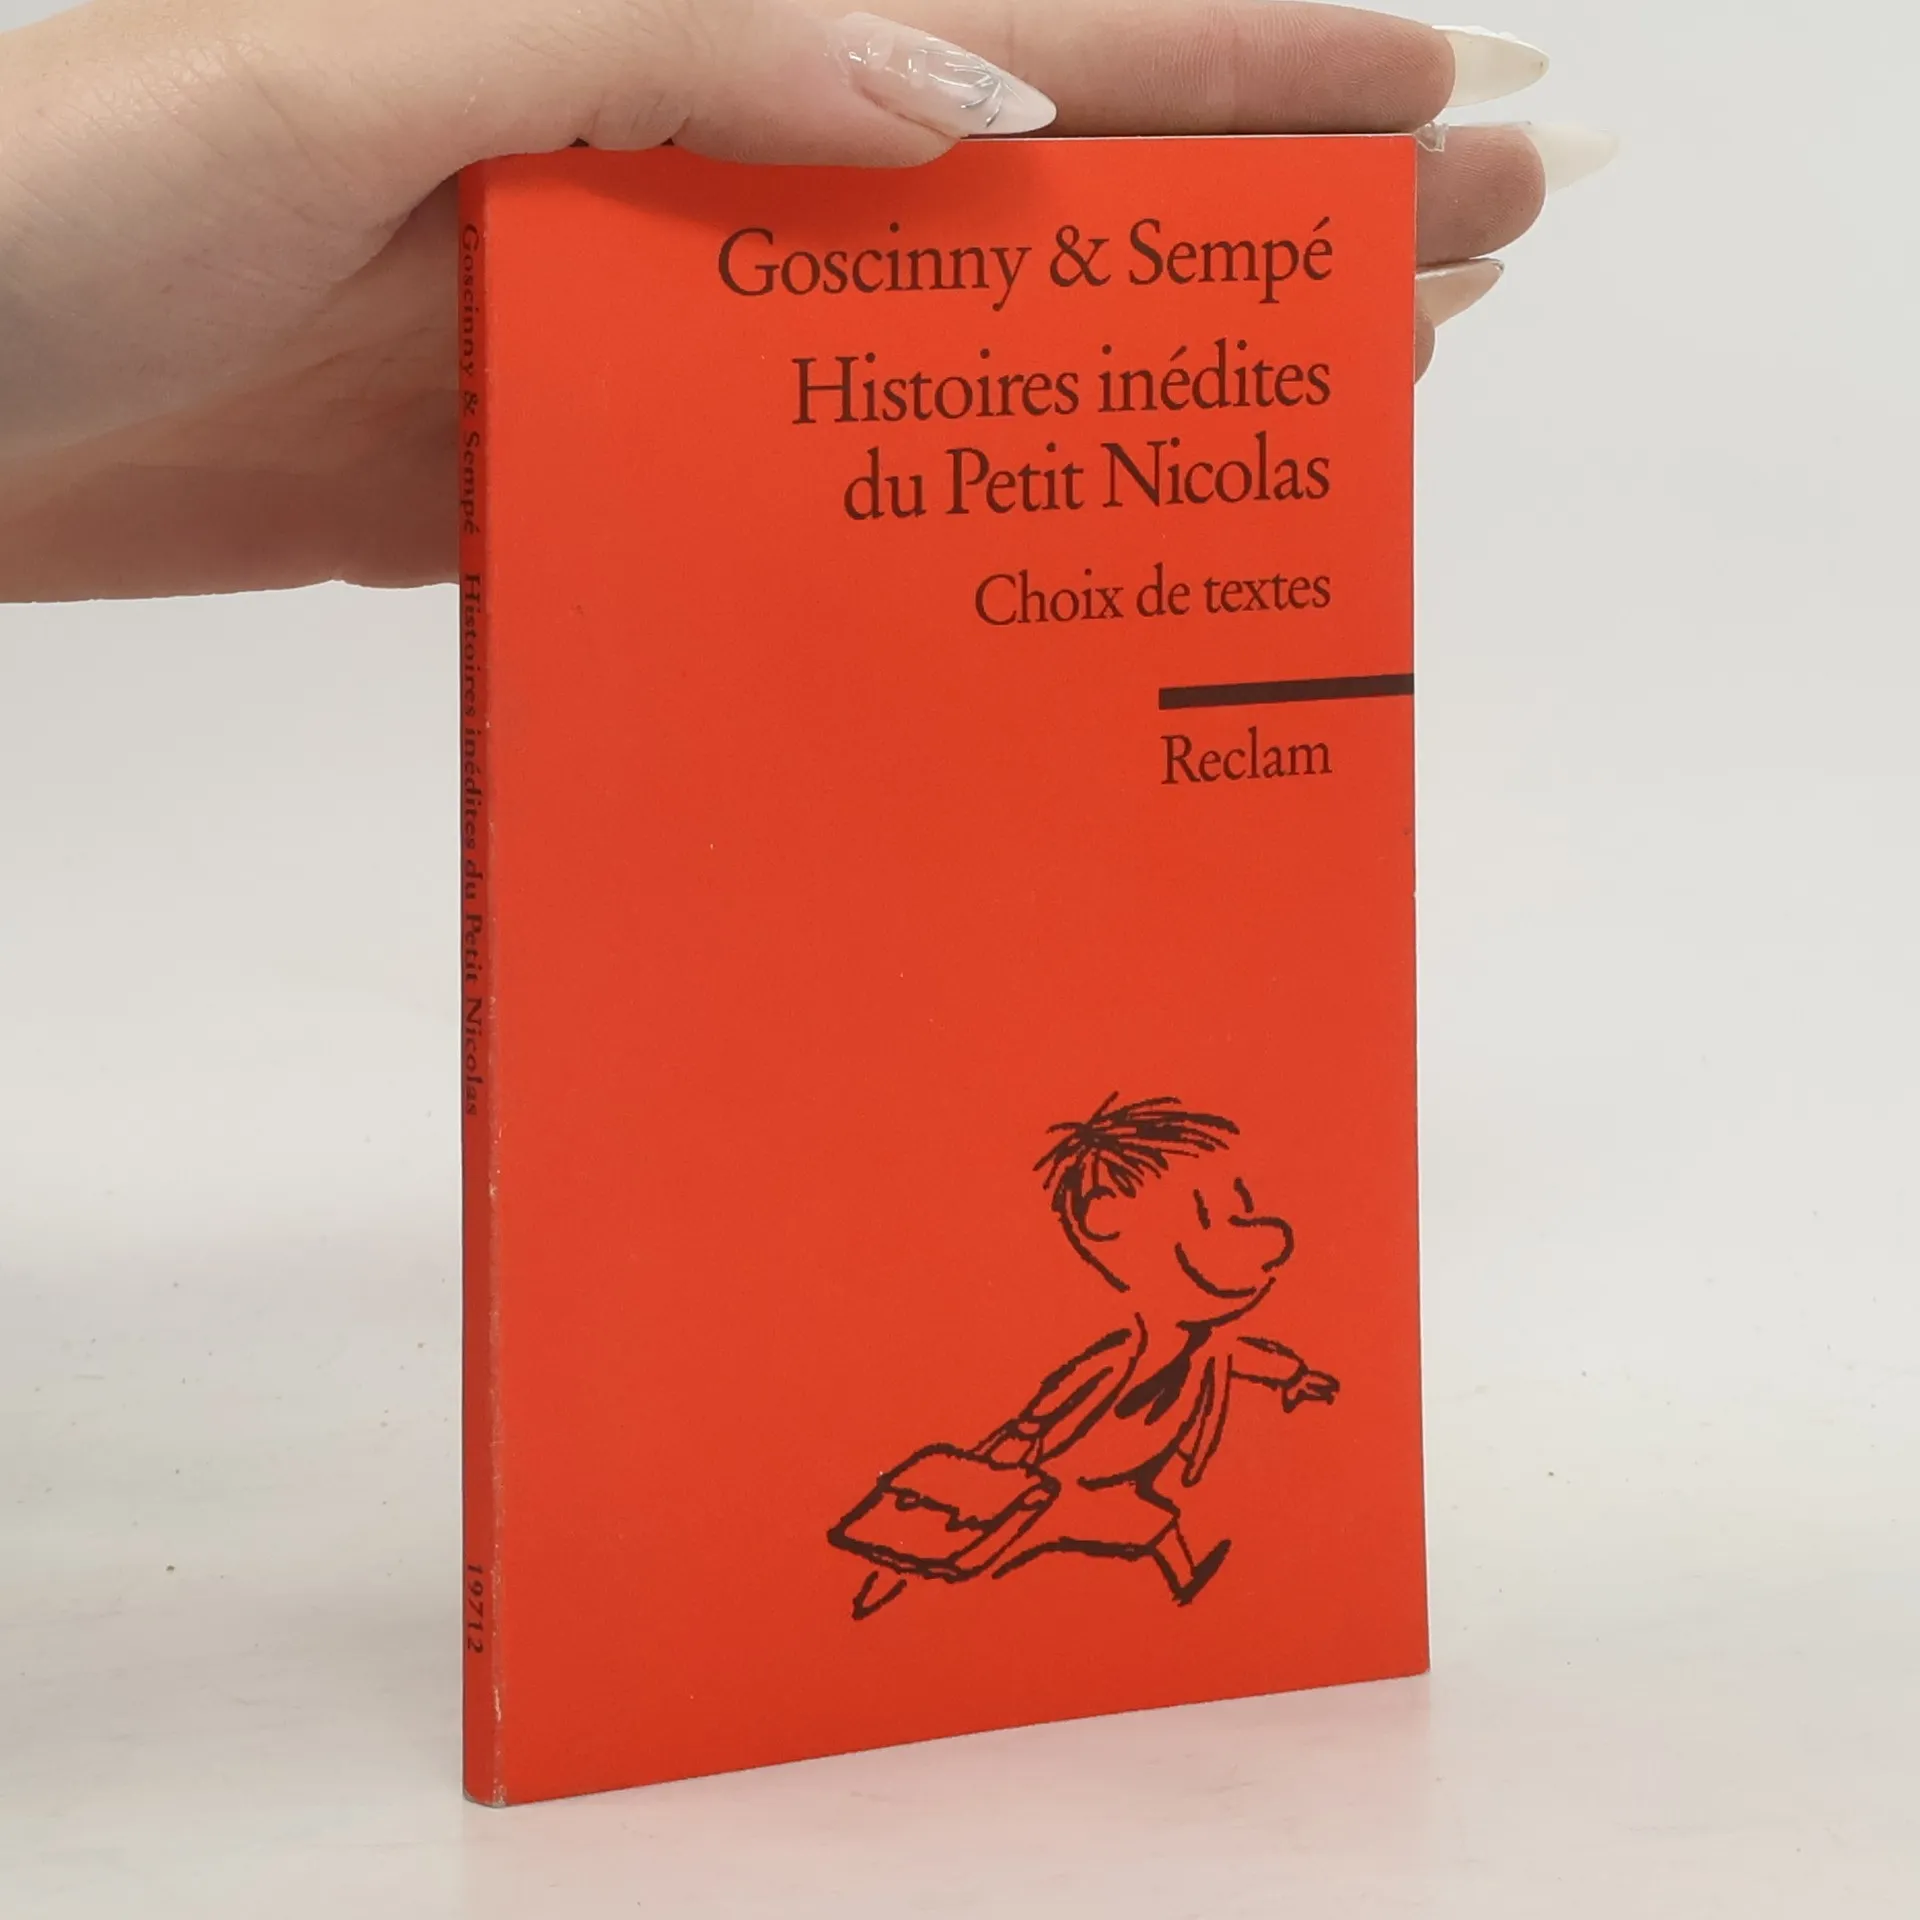 Goscinny & Sempé
Histoires inédites
du Petit Nicolas
Choix de textes
Reclam
Goscinny & Sempé Histoires inédites du Petit Nicolas 19712